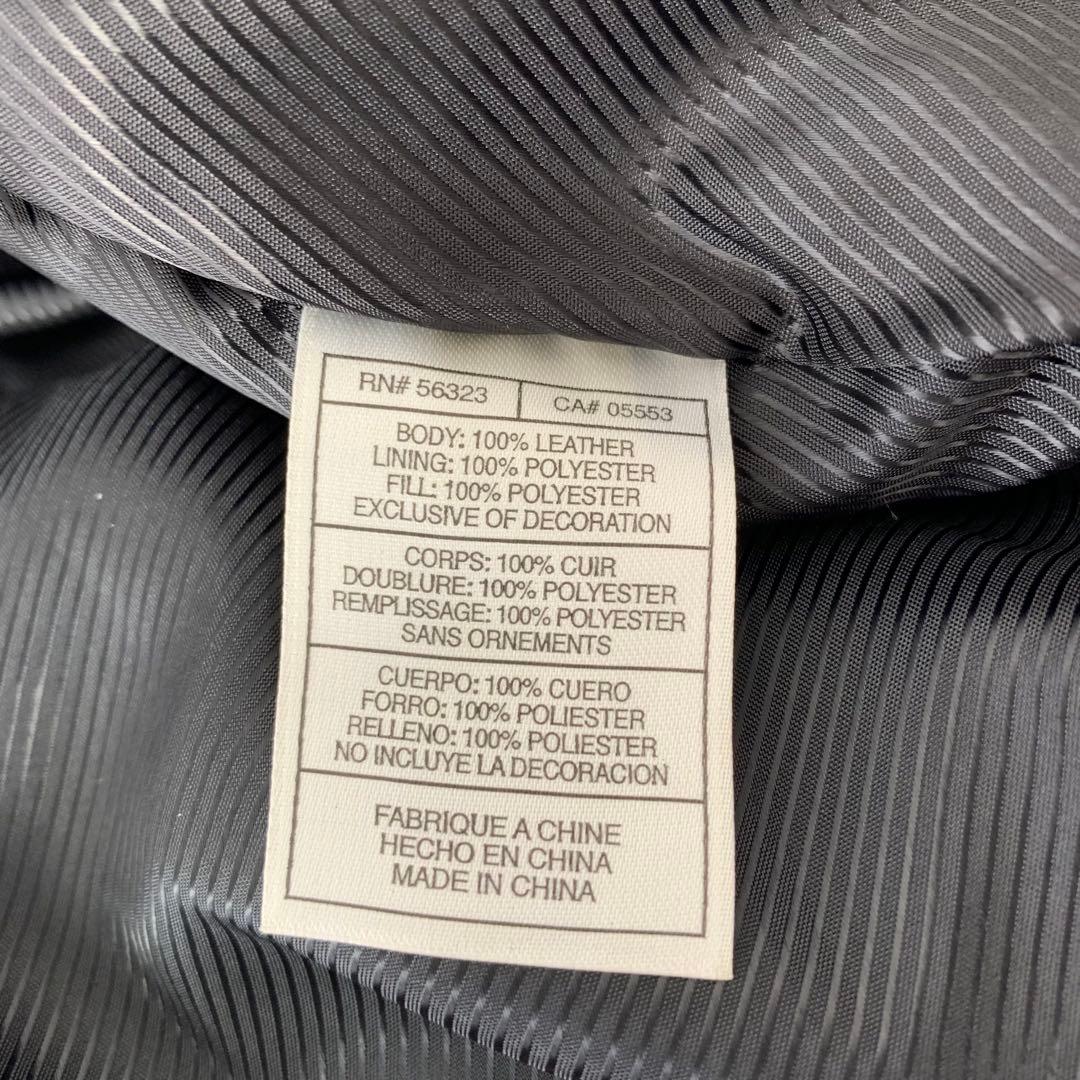 RN# 56323 CA# 05553
BODY: 100% LEATHER
LINING: 100% POLYESTER
FILL: 100% POLYESTER
EXCLUSIVE OF DECORATION
CORPS: 100% CUIR
DOUBLURE: 100% POLYESTER
REMPLISSAGE: 100% POLYESTER
SANS ORNEMENTS
CUERPO: 100% CUERO
FORRO: 100% POLIESTER
RELLENO: 100% POLIESTER
NO INCLUYE LA DECORACION
FABRIQUE A CHINE
HECHO EN CHINA
MADE IN CHINA